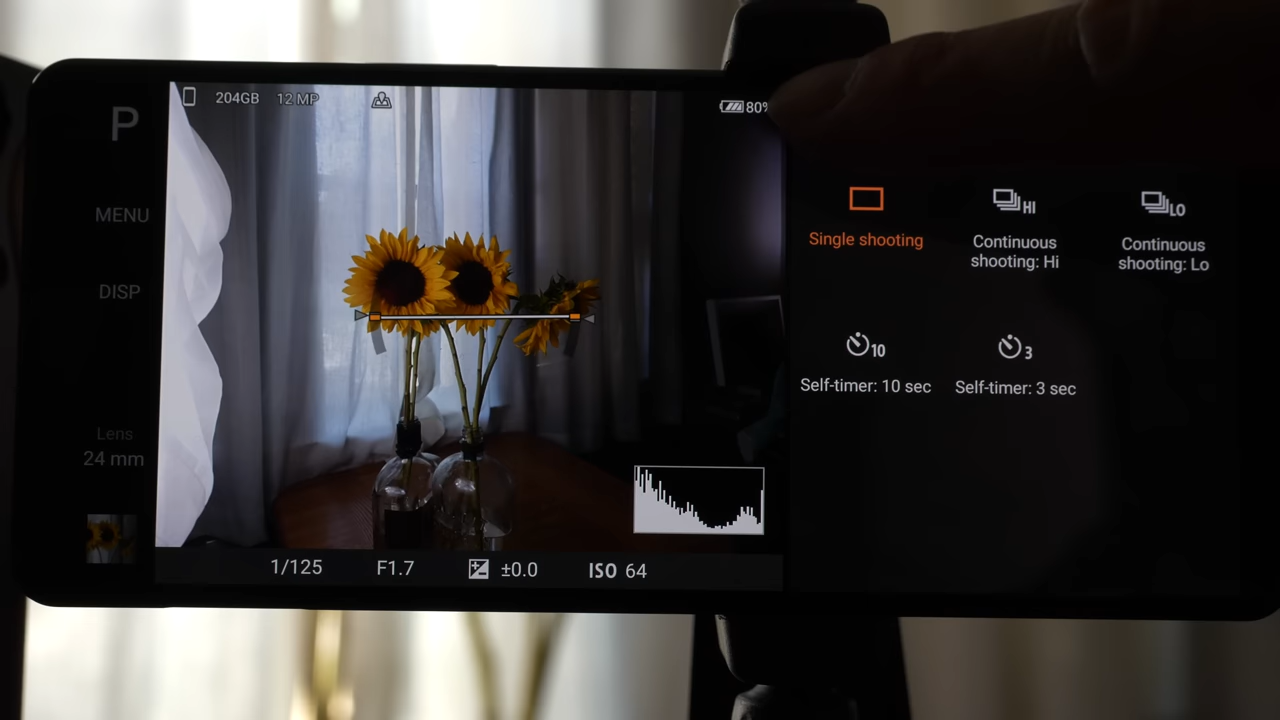 204GB 12 MP
80%
P
MENU
DISP
Lens
24 mm
1/125 F1.7 ±0.0 ISO 64
Single shooting
HI
Continuous
shooting: Hi
LO
Continuous
shooting: Lo
10
Self-timer: 10 sec
3
Self-timer: 3 sec